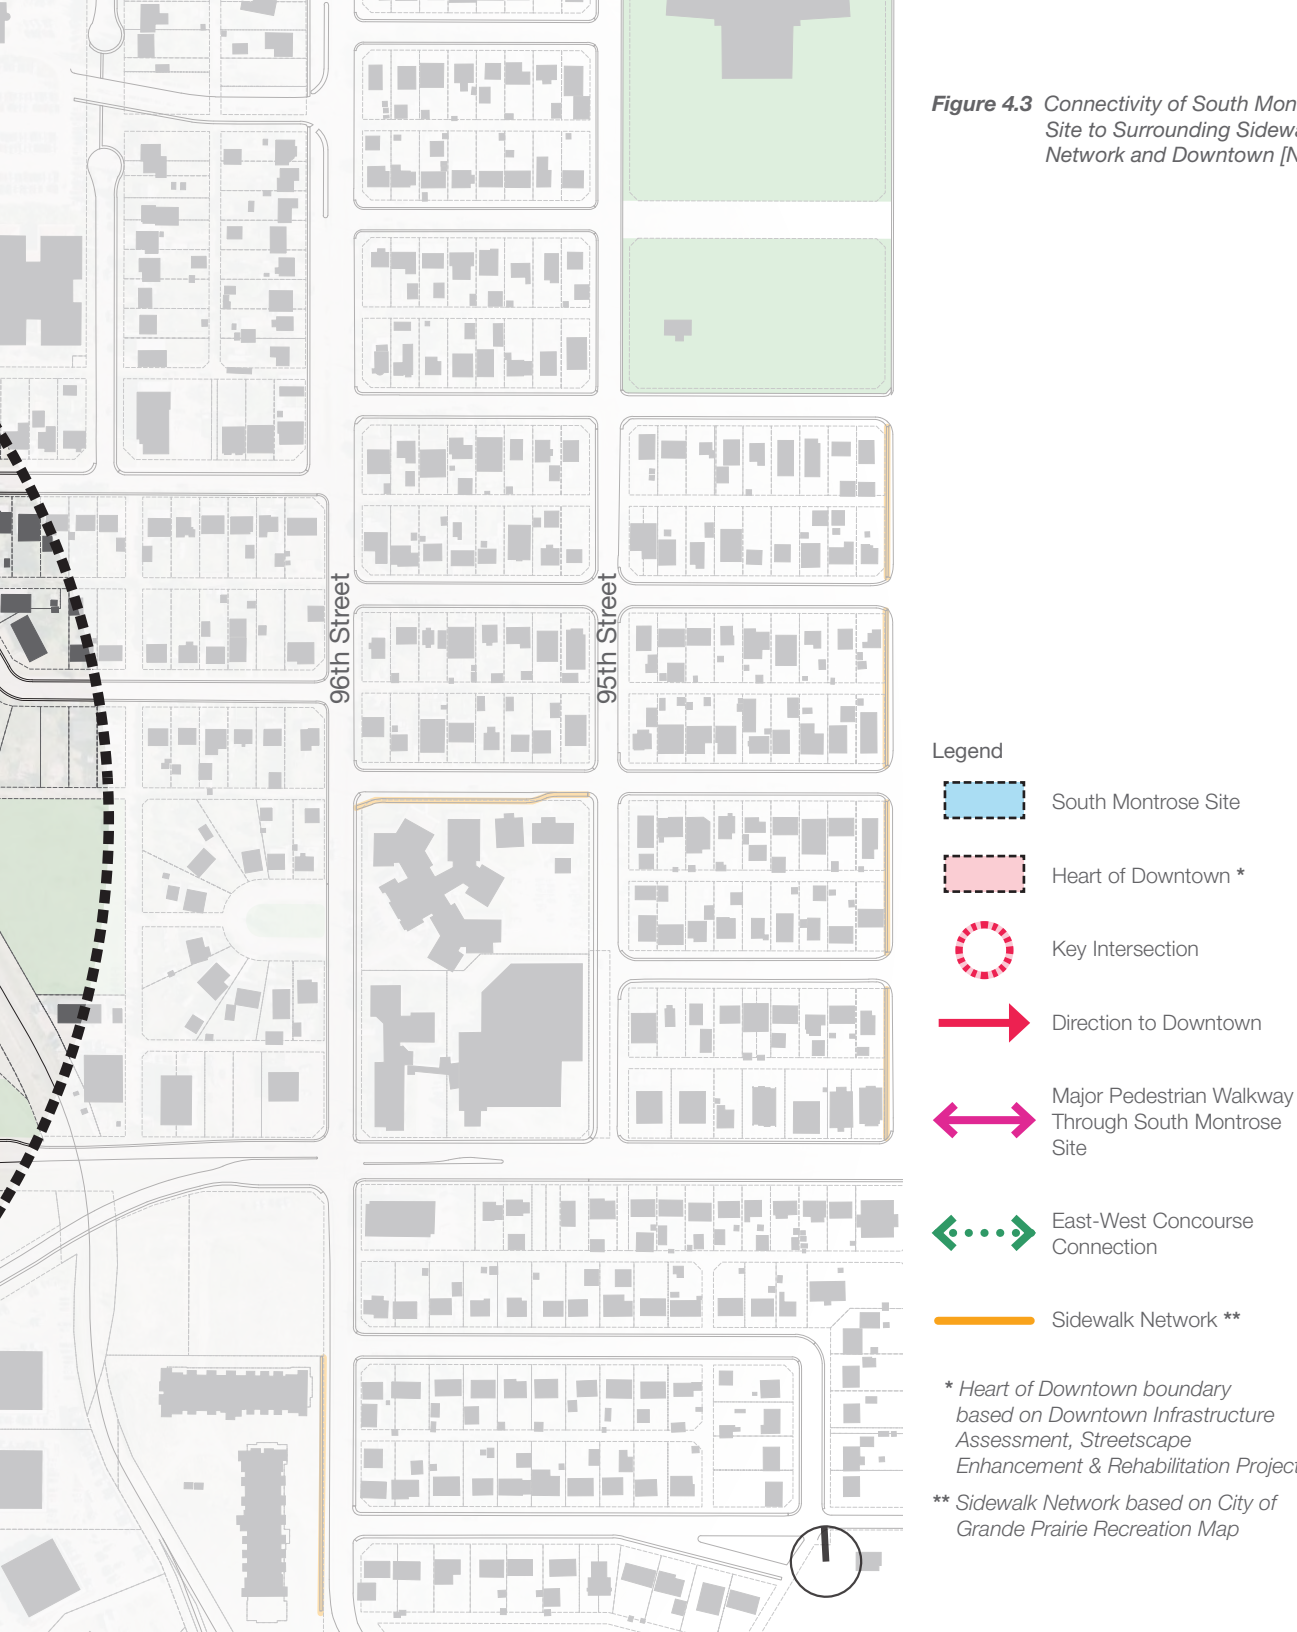 Figure 4.3 Connectivity of South
Site to Surrounding
Network and Downtown
96th Street
95th Street
Legend
South Montrose Site
Heart of Downtown *
Key Intersection
Direction to Downtown
Major Pedestrian Walkway
Through South Montrose
Site
East-West Concourse
Connection
Sidewalk Network **
* Heart of Downtown boundary
based on Downtown Infrastructure
Assessment, Streetscape
Enhancement & Rehabilitation Project
** Sidewalk Network based on City of
Grande Prairie Recreation Map